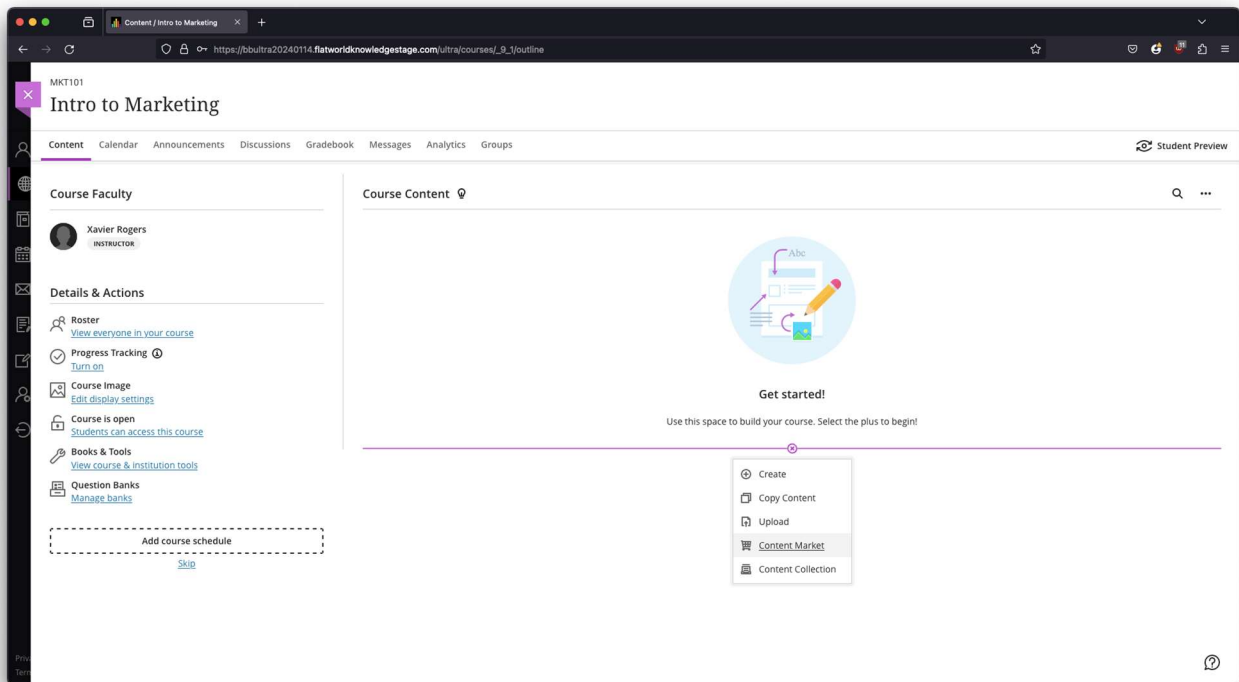 Content / Intro to Marketing
https://bbultra20240114.flatworldknowledgestage.com/ultra/courses/_9_1/outline
11
MKT101
Intro to Marketing
Content Calendar Announcements Discussions Gradebook Messages Analytics Groups
Student Preview
Course Faculty
Xavier Rogers
INSTRUCTOR
Details & Actions
Roster
View everyone in your course
Progress Tracking
Turn on
Course Image
Edit display settings
Course is open
Students can access this course
Books & Tools
View course & institution tools
Question Banks
Manage banks
Add course schedule
Skip
Course Content
Abc
Get started!
Use this space to build your course. Select the plus to begin!
Create
Copy Content
Upload
Content Market
Content Collection
Priv
Tern